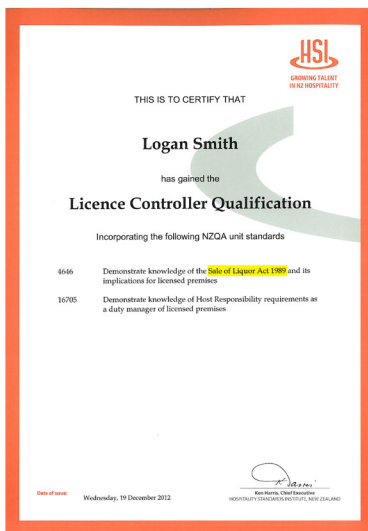 HSI
GROWING TALENT
IN NZ HOSPITALITY
THIS IS TO CERTIFY THAT
Logan Smith
has gained the
Licence Controller Qualification
Incorporating the following NZQA unit standards
4646 Demonstrate knowledge of the Sale of Liquor Act 1989 and its
implications for licensed premises
16705 Demonstrate knowledge of Host Responsibility requirements as
a duty manager of licensed premises
Date of issue: Wednesday, 19 December 2012
K Harris
Ken Harris, Chief Executive
HOSPITALITY STANDARDS INSTITUTE, NEW ZEALAND